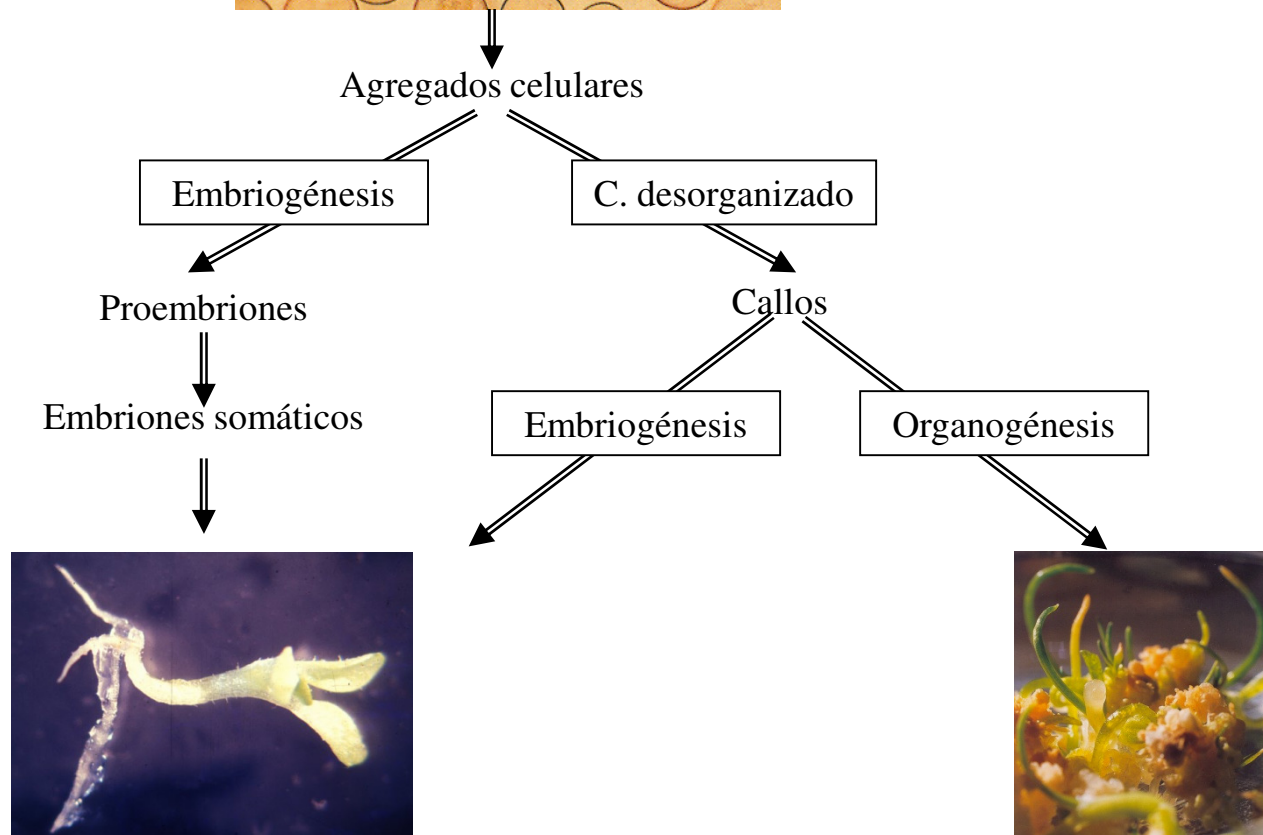 Agregados celulares
Embriogénesis
C. desorganizado
Proembriones
Callos
Embriones somáticos
Embriogénesis
Organogénesis